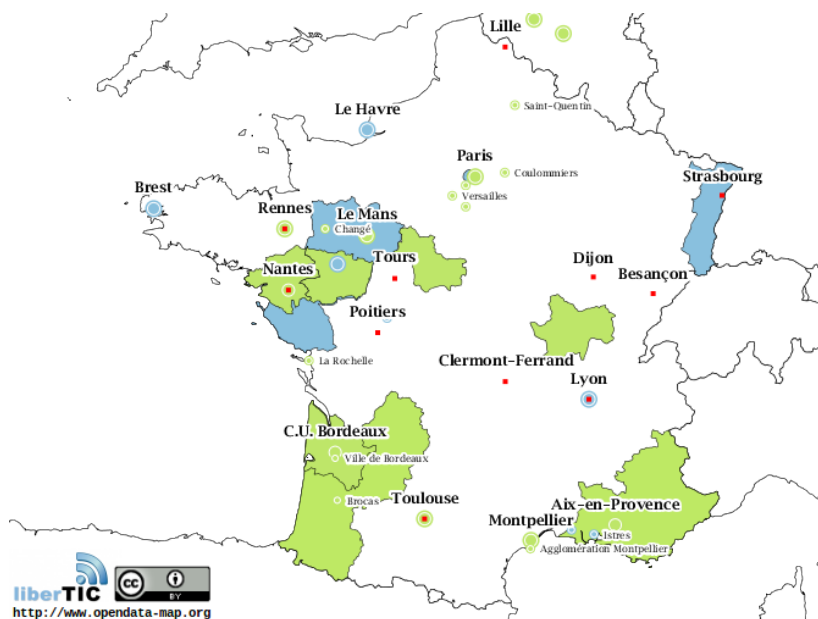 Lille
Saint-Quentin
Le Havre
Paris
Coulommiers
Strasbourg
Brest
Versailles
Rennes
Le Mans
Changé
Tours
Nantes
Dijon
Besançon
Poitiers
La Rochelle
Clermont-Ferrand
Lyon
C.U. Bordeaux
Ville de Bordeaux
Brocas
Toulouse
Aix-en-Provence
Montpellier
Istres
Agglomération Montpellier
liberTIC
cc
BY
http://www.opendata-map.org